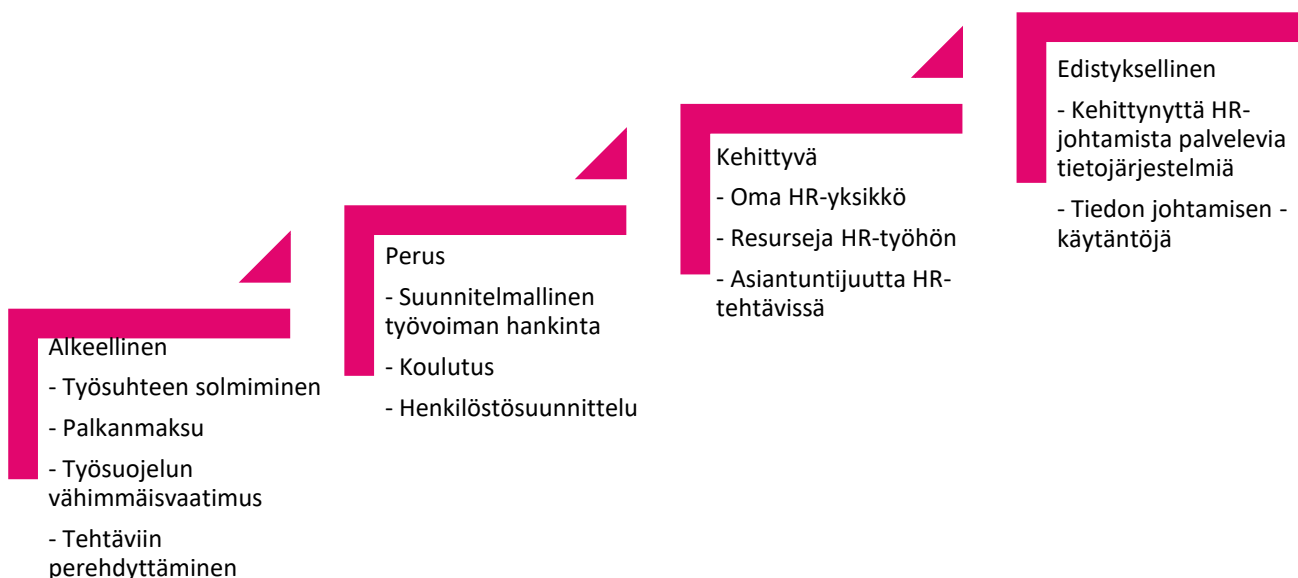 Alkeellinen
- Työsuhteen solmiminen
- Palkanmaksu
- Työsuojelun
vähimmäisvaatimus
- Tehtäviin
perehdyttäminen
Perus
- Suunnitelmallinen
työvoiman hankinta
- Koulutus
- Henkilöstösuunnittelu
Kehittyvä
- Oma HR-yksikkö
- Resurseja HR-työhön
- Asiantuntijuutta HR-
tehtävissä
Edistyksellinen
- Kehittynyttä HR-
johtamista palvelevia
tietojärjestelmiä
- Tiedon johtamisen -
käytäntöjä